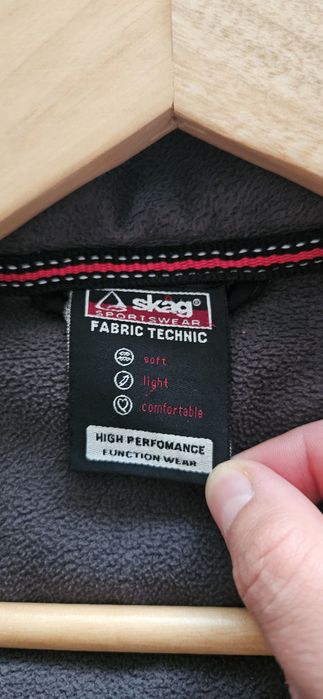 skag®
SPORTSWEAR
FABRIC TECHNIC
soft
light
comfortable
HIGH PERFOMANCE
FUNCTION WEAR